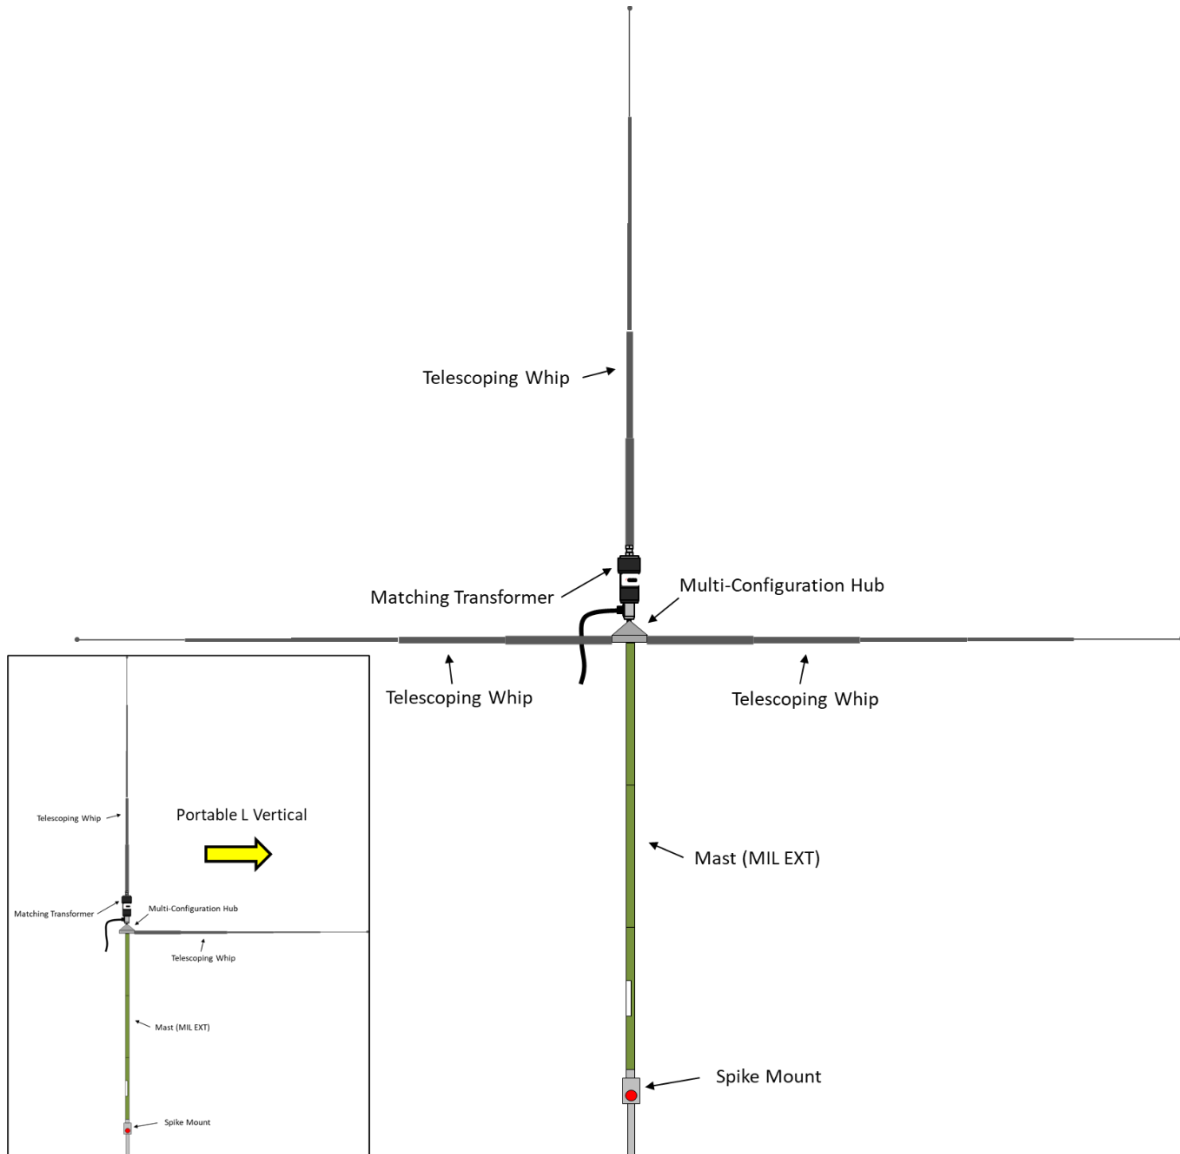 Telescoping Whip
Matching Transformer
Multi-Configuration Hub
Telescoping Whip
Telescoping Whip
Mast (MIL EXT)
Spike Mount
Portable L Vertical
Telescoping Whip
Matching Transformer
Multi-Configuration Hub
Telescoping Whip
Mast (MIL EXT)
Spike Mount